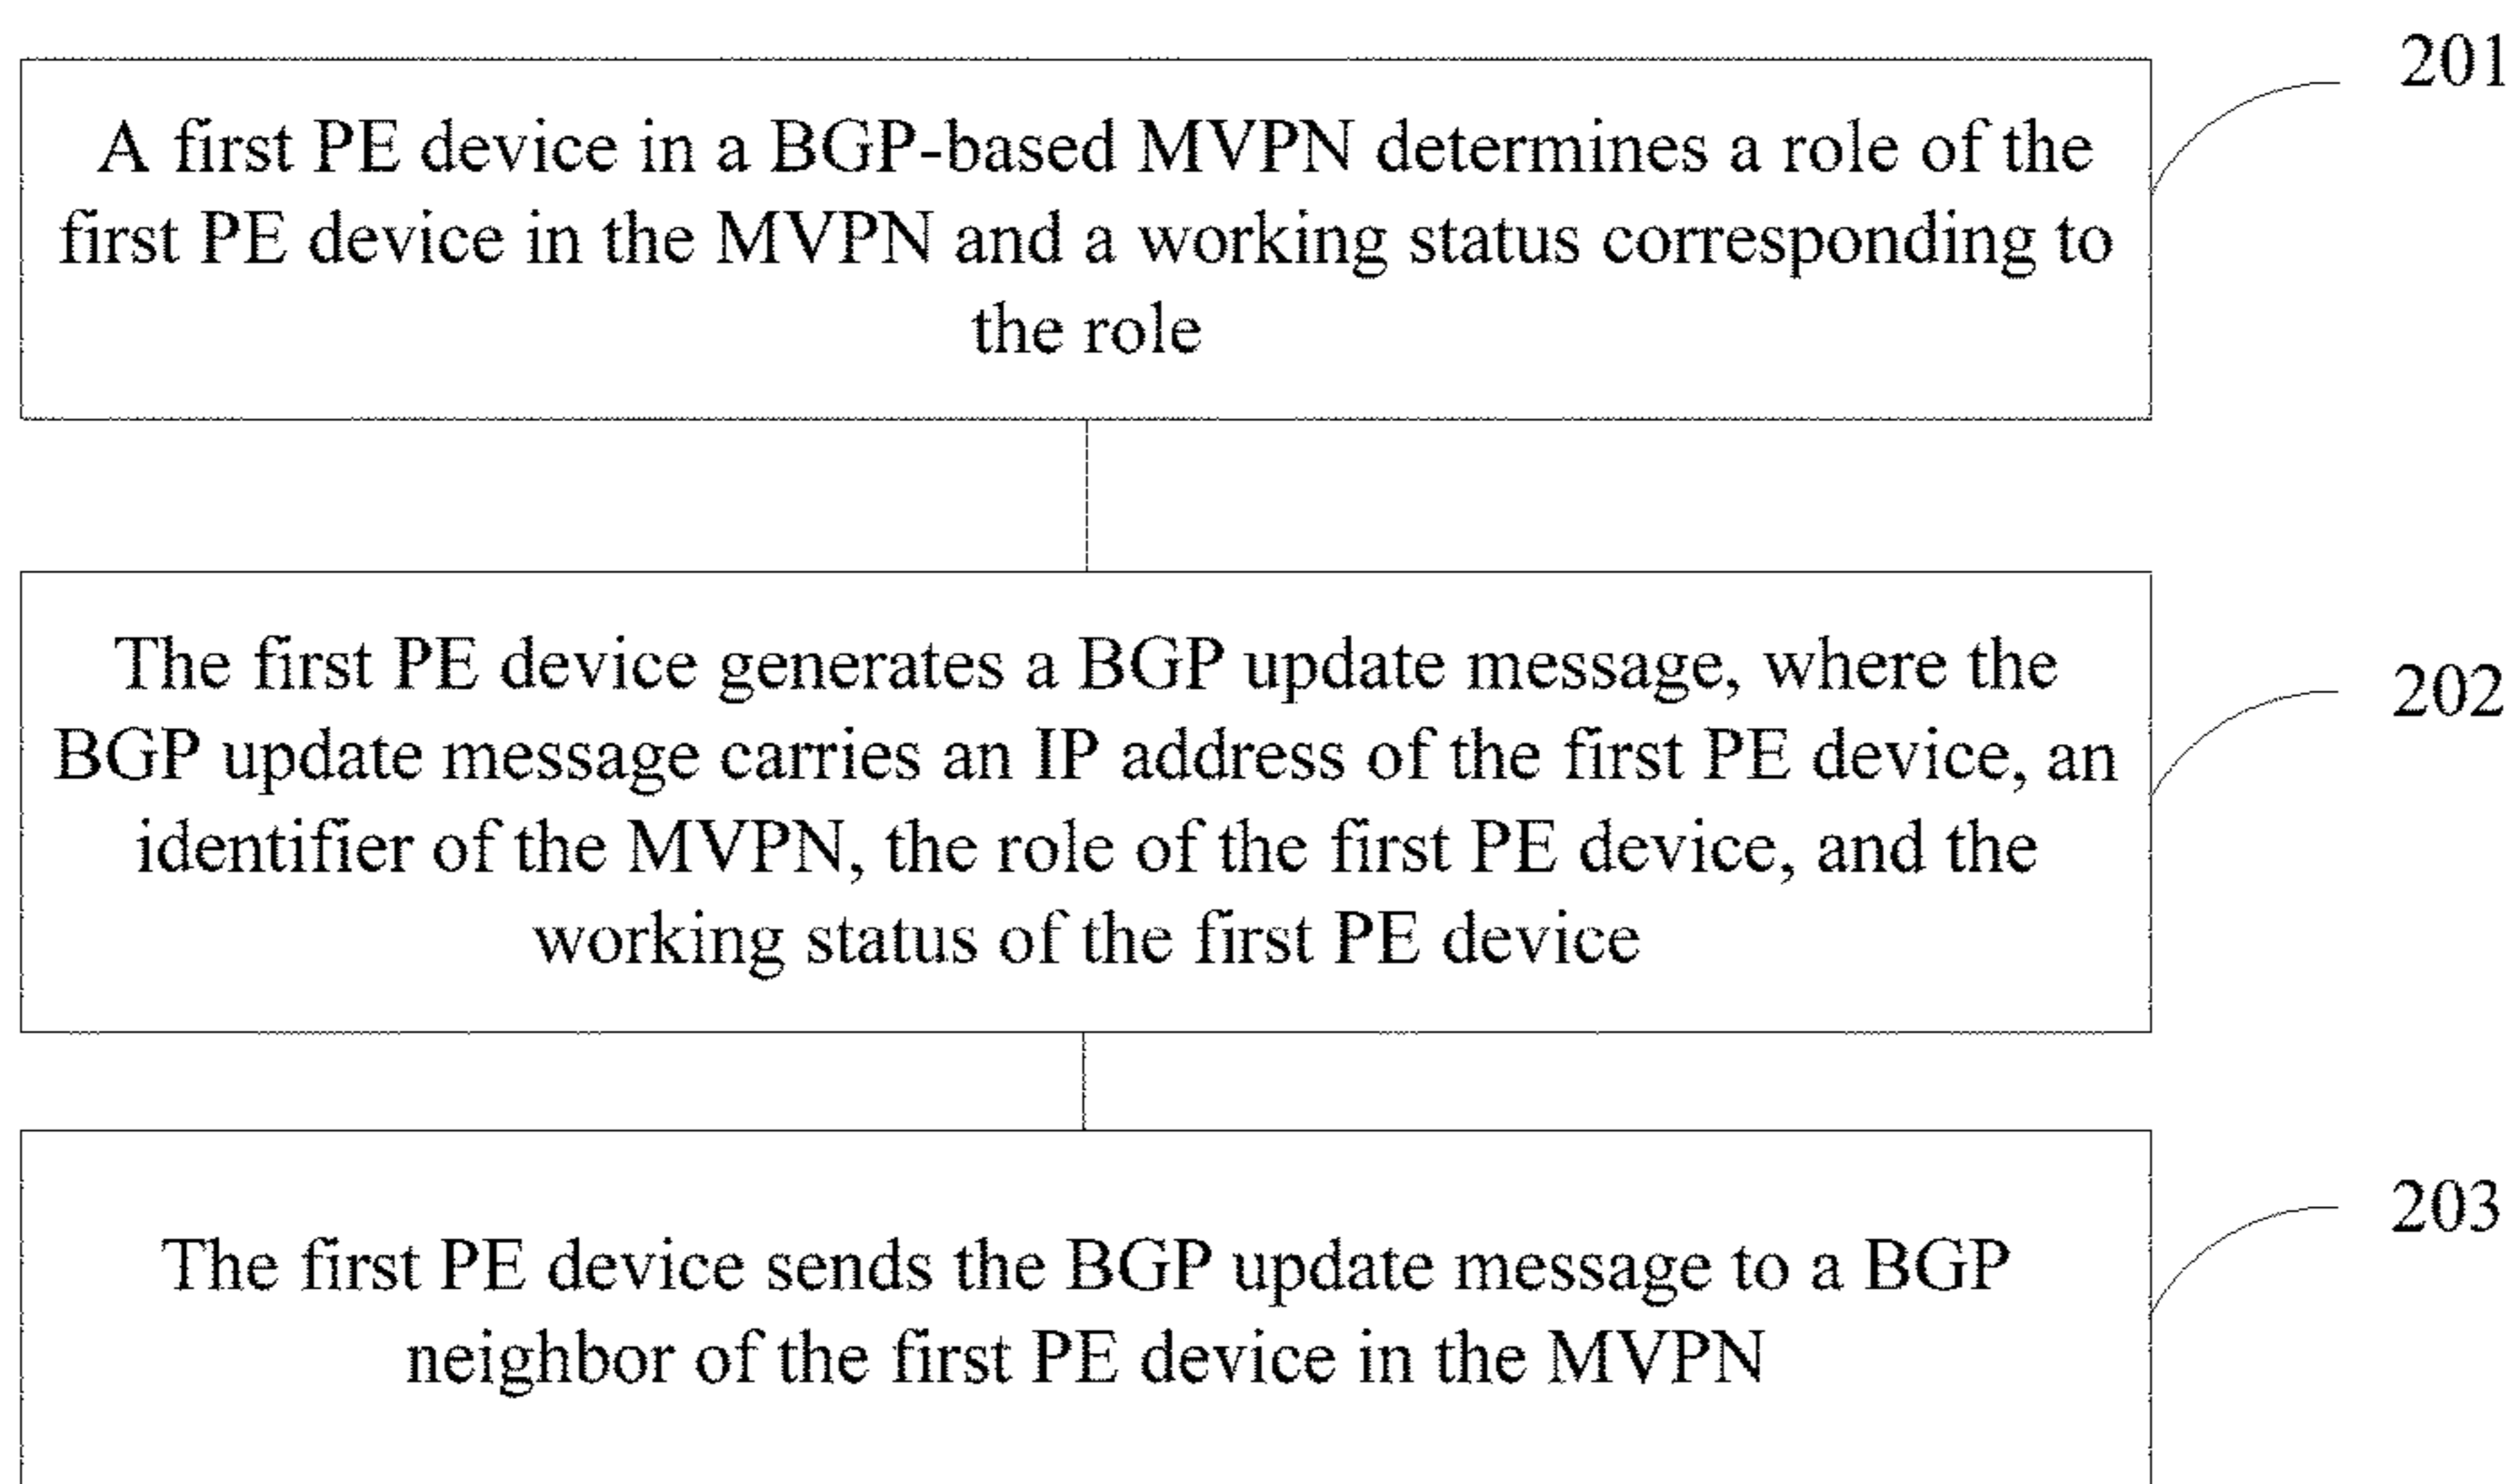 201
A first PE device in a BGP-based MVPN determines a role of the
first PE device in the MVPN and a working status corresponding to
the role
202
The first PE device generates a BGP update message, where the
BGP update message carries an IP address of the first PE device, an
identifier of the MVPN, the role of the first PE device, and the
working status of the first PE device
203
The first PE device sends the BGP update message to a BGP
neighbor of the first PE device in the MVPN